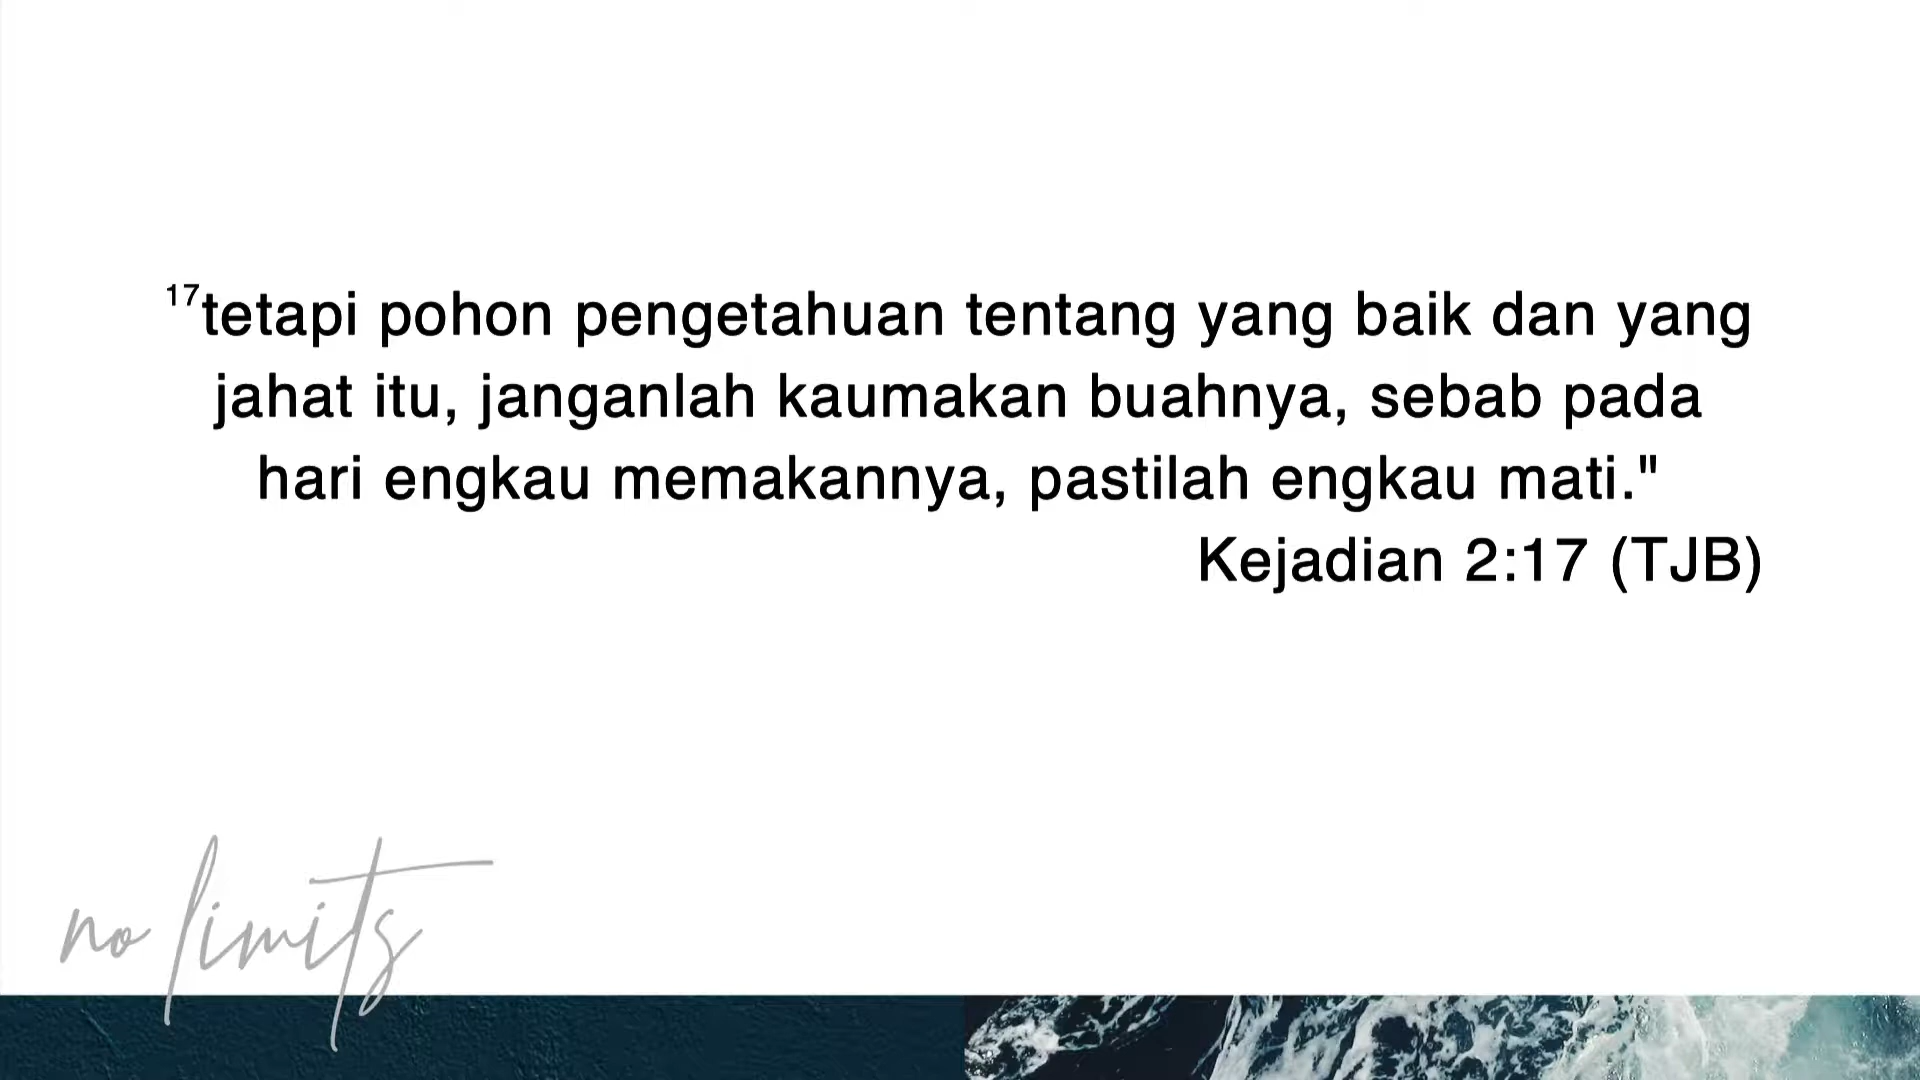 17tetapi pohon pengetahuan tentang yang baik dan yang
jahat itu, janganlah kaumakan buahnya, sebab pada
hari engkau memakannya, pastilah engkau mati."
Kejadian 2:17 (TJB)
no limits